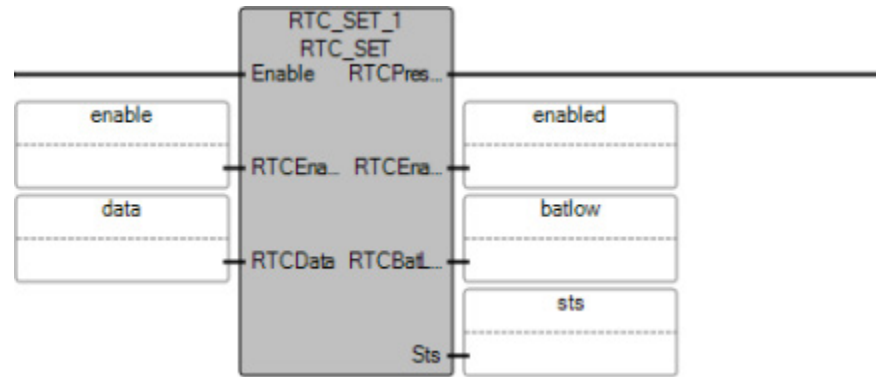 RTC_SET_1
RTC_SET
Enable RTCPres...
enable
enabled
RTCEna... RTCEna...
data
batlow
RTCData RTCBatL...
sts
Sts